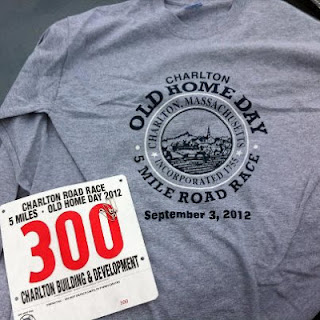 CHARLTON
OLD HOME DAY
CHARLTON, MASSACHUSETTS
INCORPORATED 1755
5 MILE ROAD RACE
September 3, 2012
CHARLTON ROAD RACE
5 MILES - OLD HOME DAY 2012
300
CHARLTON BUILDING & DEVELOPMENT
300